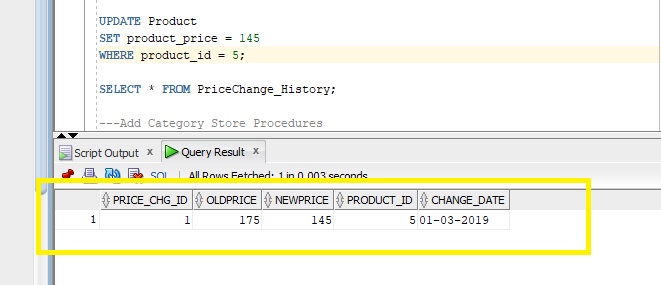 UPDATE Product
SET product_price = 145
WHERE product_id = 5;
SELECT * FROM PriceChange_History;
---Add Category Store Procedures
Script Output x Query Result x
SQL | All Rows Fetched: 1 in 0.003 seconds
PRICE_CHG_ID OLDPRICE NEWPRICE PRODUCT_ID CHANGE_DATE
1 1 175 145 5 01-03-2019